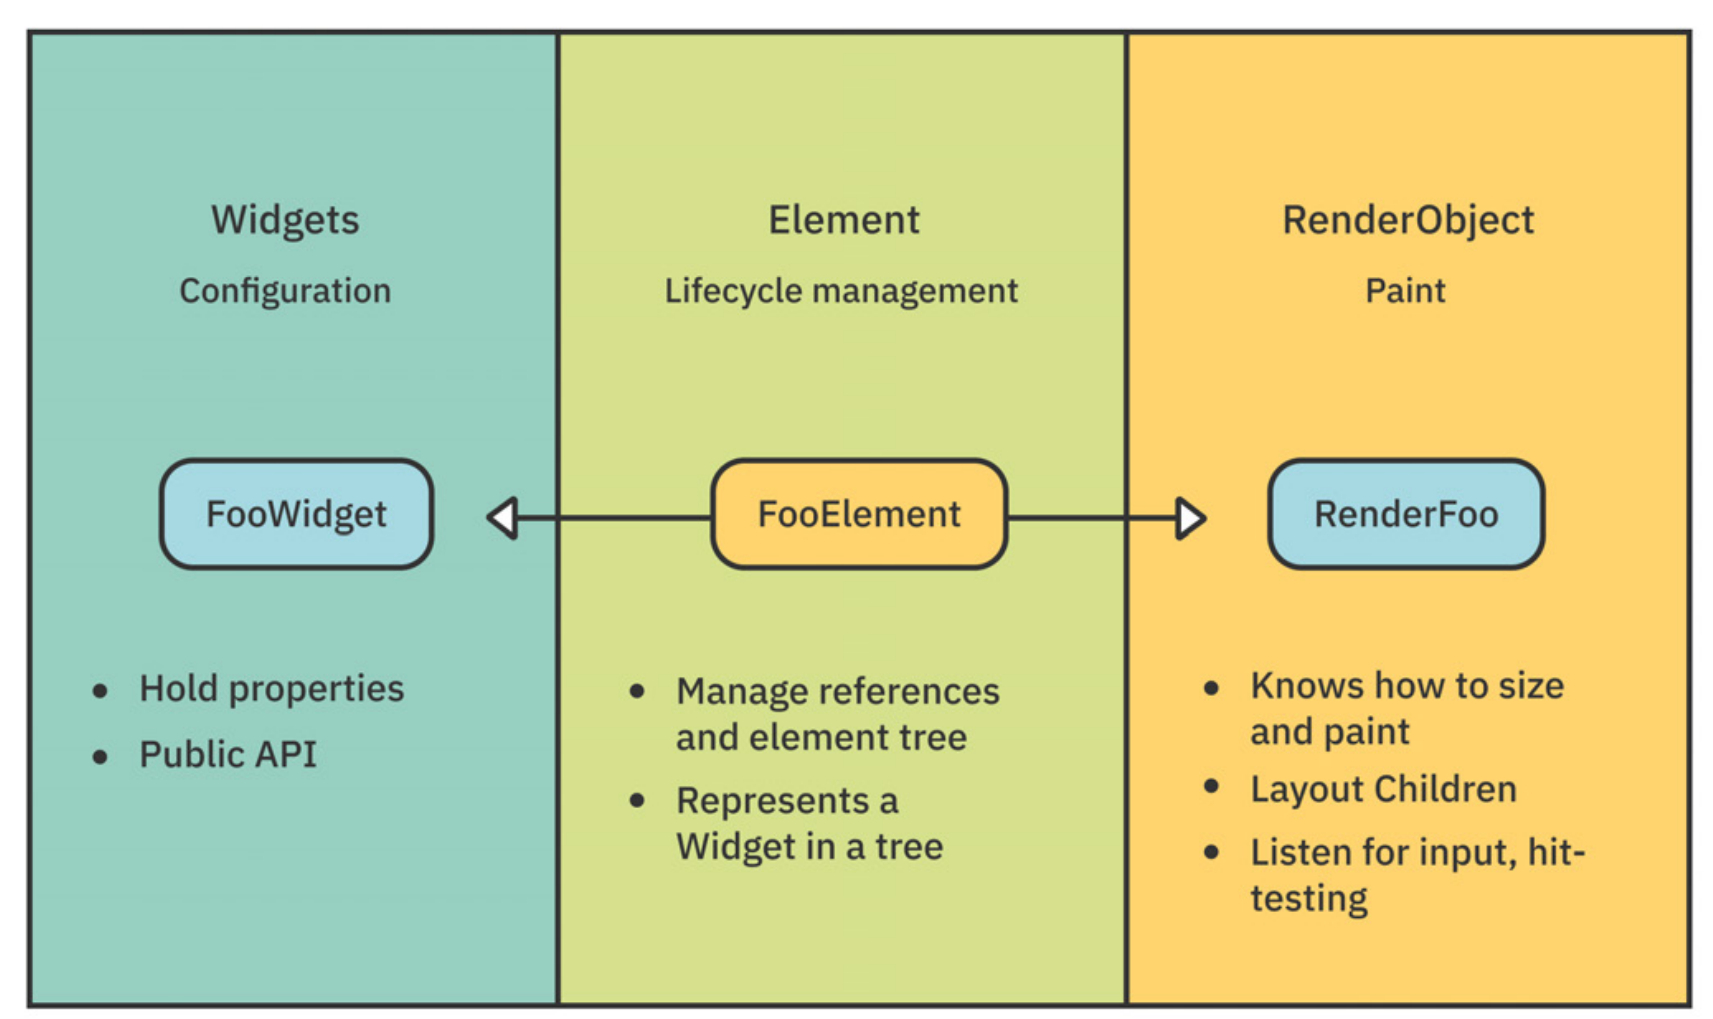 Widgets
Configuration
FooWidget
Hold properties
Public API
Element
Lifecycle management
FooElement
Manage references
and element tree
Represents a
Widget in a tree
RenderObject
Paint
RenderFoo
Knows how to size
and paint
Layout Children
Listen for input, hit-
testing